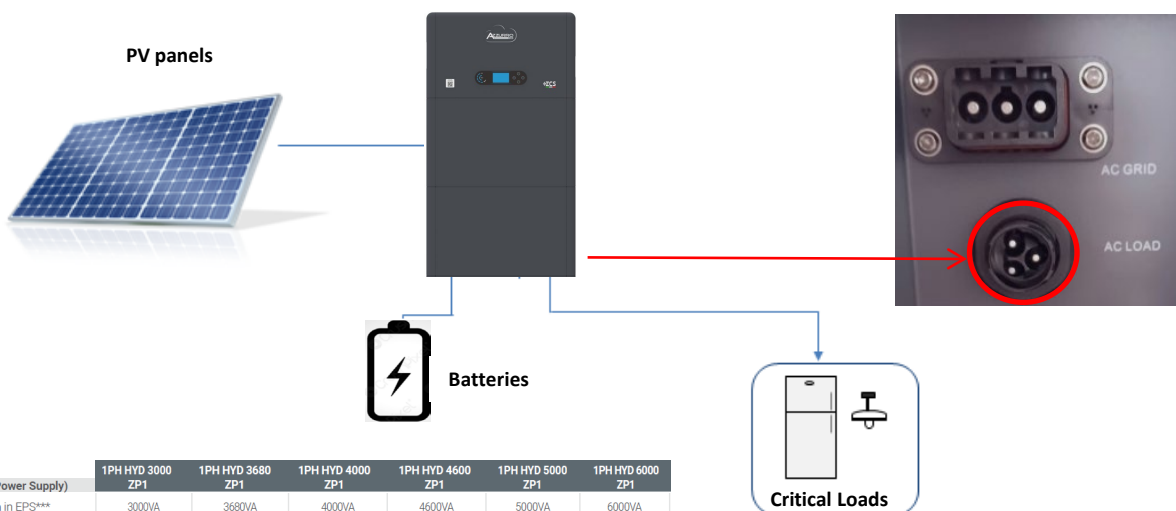 PV panels
AZZURRO
ZCS
AC GRID
AC LOAD
Batteries
1PH HYD 3000 ZP1
1PH HYD 3680 ZP1
1PH HYD 4000 ZP1
1PH HYD 4600 ZP1
1PH HYD 5000 ZP1
1PH HYD 6000 ZP1
Power Supply)
in EPS*** 3000VA 3680VA 4000VA 4600VA 5000VA 6000VA
Critical Loads